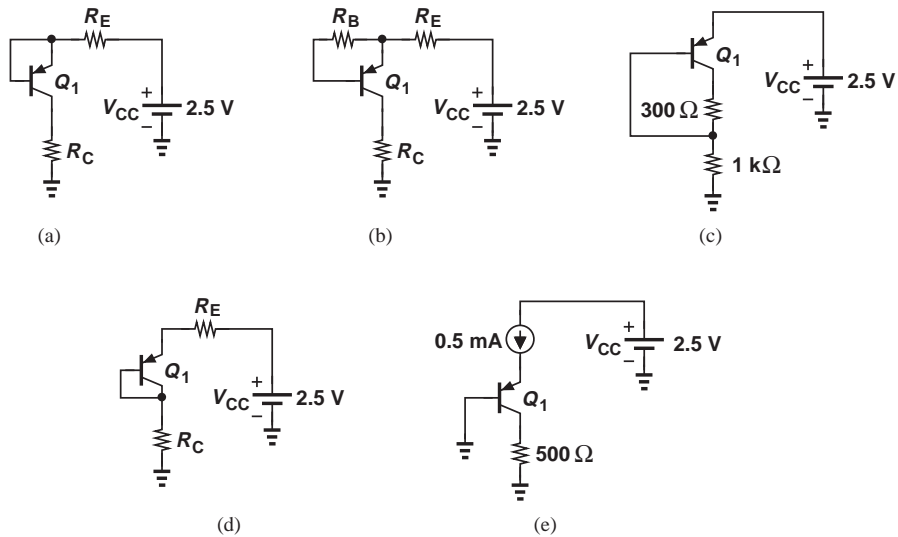 R_E
Q_1
V_CC
+
−
2.5 V
R_C
(a)
R_B
R_E
Q_1
V_CC
+
−
2.5 V
R_C
(b)
Q_1
300 Ω
1 kΩ
+
−
V_CC
2.5 V
(c)
R_E
Q_1
V_CC
+
−
2.5 V
R_C
(d)
0.5 mA
Q_1
500 Ω
V_CC
+
−
2.5 V
(e)